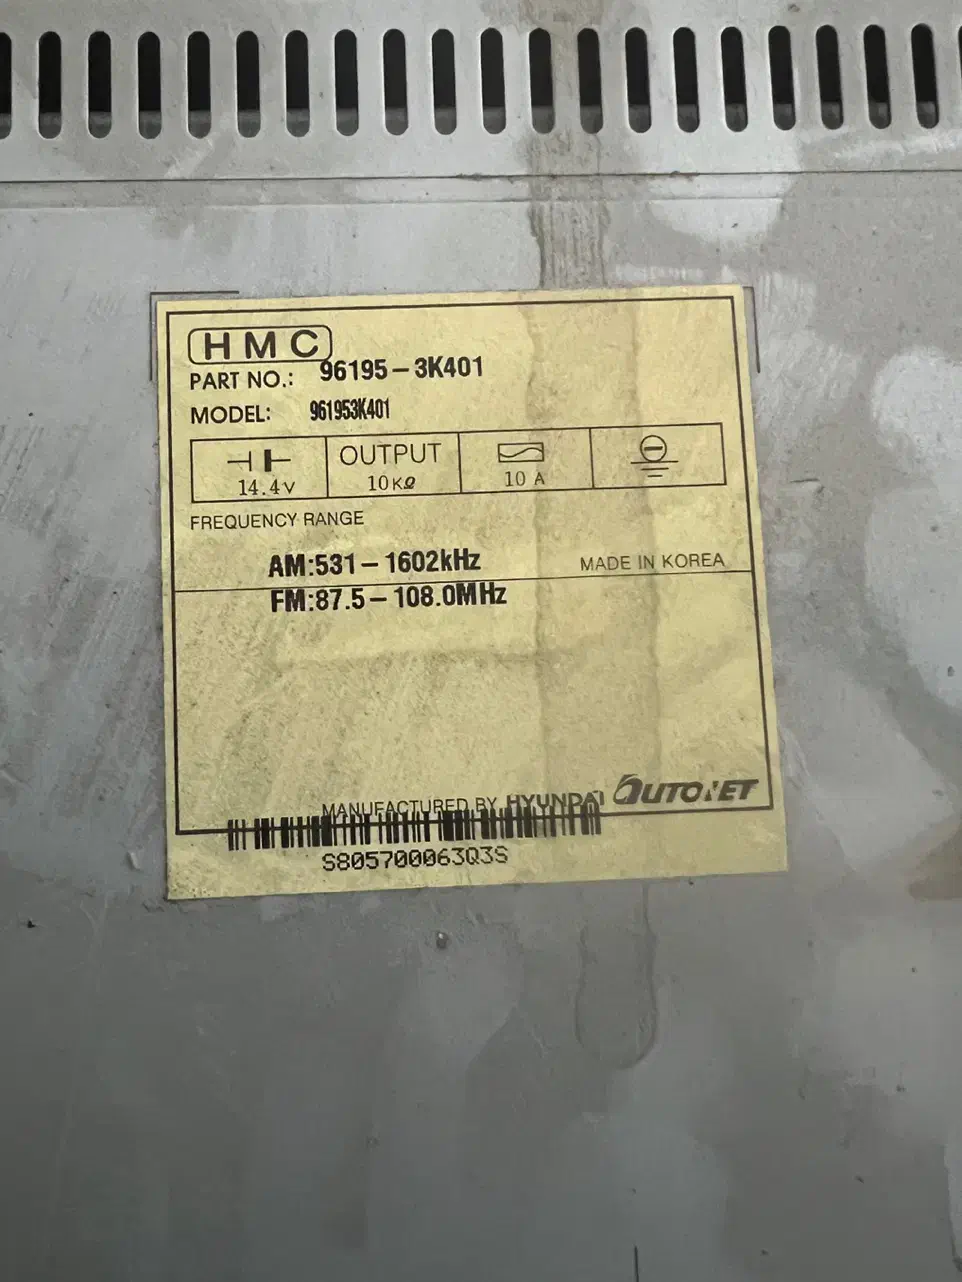 HMC
PART NO.: 96195-3K401
MODEL: 961953K401
14.4V
OUTPUT
10KΩ
10 A
FREQUENCY RANGE
AM:531-1602kHz
MADE IN KOREA
FM:87.5-108.0MHz
MANUFACTURED BY HYUNDAI AUTONET
S805700063Q3S